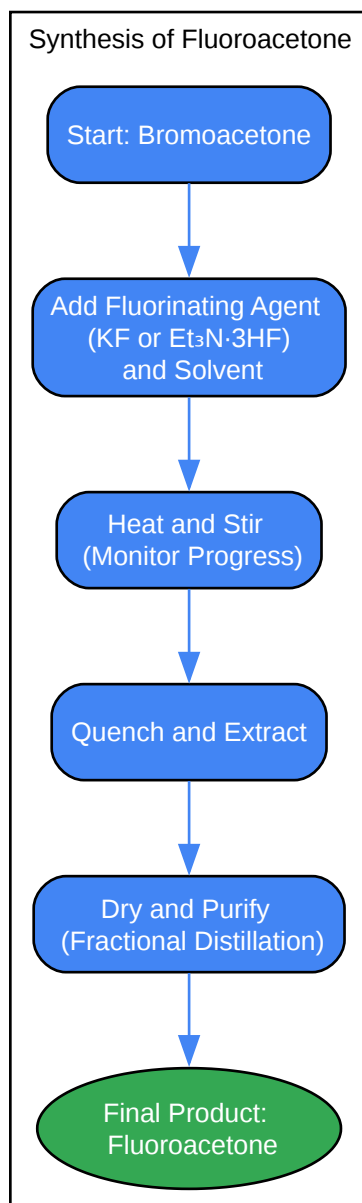 Synthesis of Fluoroacetone
Start: Bromoacetone
Add Fluorinating Agent
(KF or Et₃N·3HF)
and Solvent
Heat and Stir
(Monitor Progress)
Quench and Extract
Dry and Purify
(Fractional Distillation)
Final Product:
Fluoroacetone